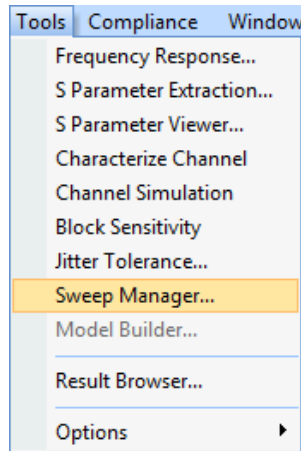 Tools Compliance Window
Frequency Response...
S Parameter Extraction...
S Parameter Viewer...
Characterize Channel
Channel Simulation
Block Sensitivity
Jitter Tolerance...
Sweep Manager...
Model Builder...
Result Browser...
Options